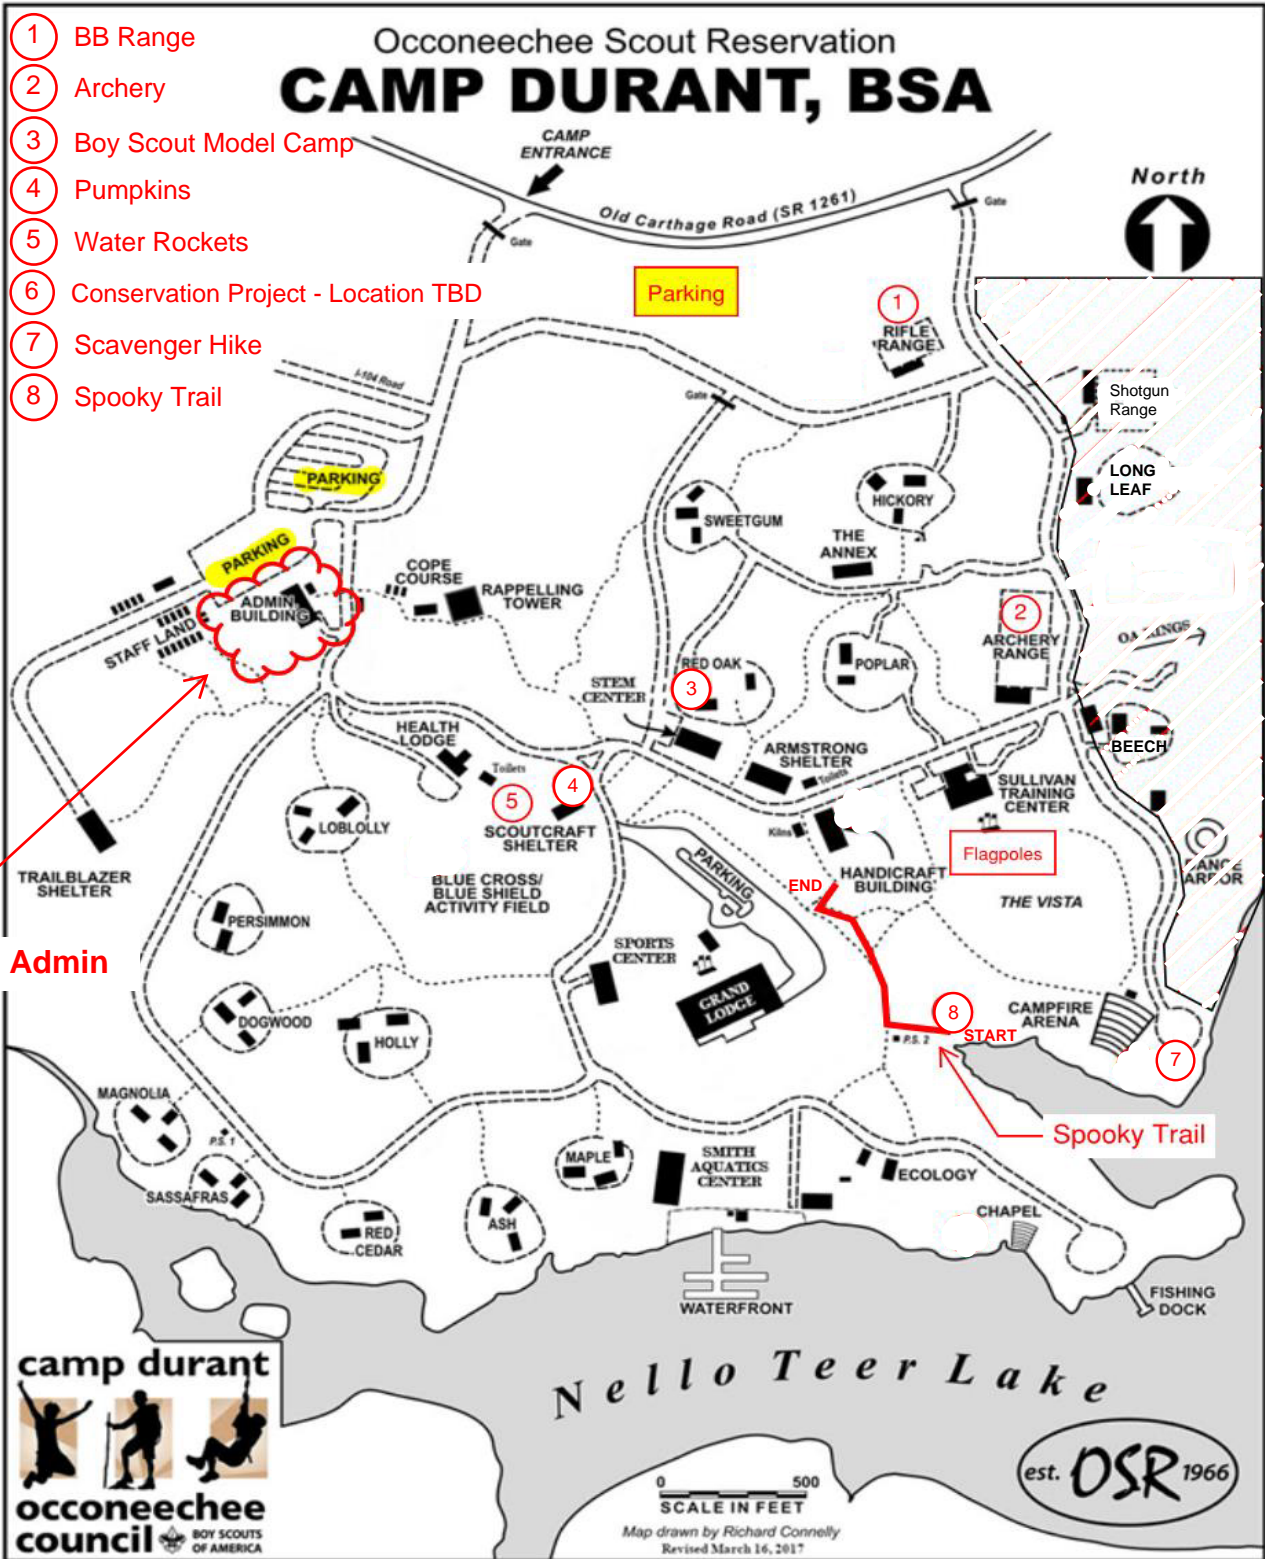 1 BB Range
2 Archery
3 Boy Scout Model Camp
4 Pumpkins
5 Water Rockets
6 Conservation Project - Location TBD
7 Scavenger Hike
8 Spooky Trail
Occoneechee Scout Reservation
CAMP DURANT, BSA
CAMP
ENTRANCE
North
Old Carthage Road (SR 1261)
Gate
Gate
Parking
1
RIFLE
RANGE
I-104 Road
Gate
Shotgun
Range
PARKING
LONG
LEAF
SWEETGUM
HICKORY
THE
ANNEX
PARKING
COPE
COURSE
RAPPELLING
TOWER
ADMIN
BUILDING
STAFF LAND
2
ARCHERY
RANGE
OA RINGS
RED OAK
3
POPLAR
STEM
CENTER
HEALTH
LODGE
Toilets
ARMSTRONG
SHELTER
Toilets
BEECH
4
5
SCOUTCRAFT
SHELTER
SULLIVAN
TRAINING
CENTER
LOBLOLLY
Kilns
Flagpoles
TRAILBLAZER
SHELTER
PARKING
HANDICRAFT
BUILDING
END
DANCE
ARBOR
BLUE CROSS/
BLUE SHIELD
ACTIVITY FIELD
THE VISTA
PERSIMMON
SPORTS
CENTER
Admin
GRAND
LODGE
DOGWOOD
HOLLY
CAMPFIRE
ARENA
8
START
P.S. 2
7
MAGNOLIA
P.S. 1
Spooky Trail
SASSAFRAS
MAPLE
SMITH
AQUATICS
CENTER
ECOLOGY
RED
CEDAR
ASH
CHAPEL
WATERFRONT
FISHING
DOCK
Nello Teer Lake
camp durant
occoneechee
council BOY SCOUTS
OF AMERICA
0 500
SCALE IN FEET
Map drawn by Richard Connelly
Revised March 16, 2017
est. OSR 1966